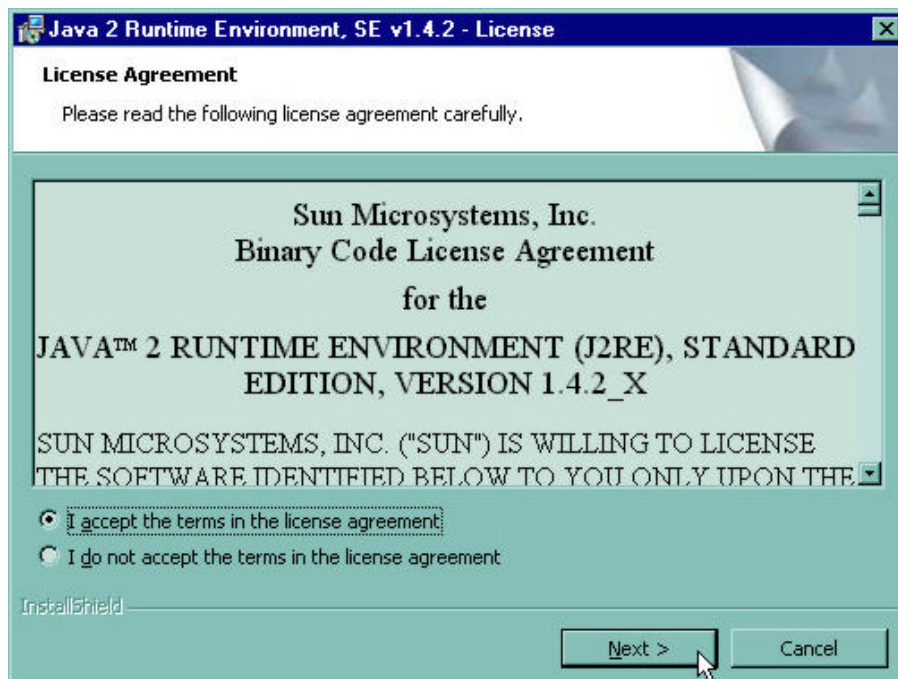 Java 2 Runtime Environment, SE v1.4.2 - License
License Agreement
Please read the following license agreement carefully.
Sun Microsystems, Inc.
Binary Code License Agreement
for the
JAVA™ 2 RUNTIME ENVIRONMENT (J2RE), STANDARD
EDITION, VERSION 1.4.2_X
SUN MICROSYSTEMS, INC. ("SUN") IS WILLING TO LICENSE
THE SOFTWARE IDENTIFIED BELOW TO YOU ONLY UPON THE
I accept the terms in the license agreement
I do not accept the terms in the license agreement
InstallShield
Next >
Cancel